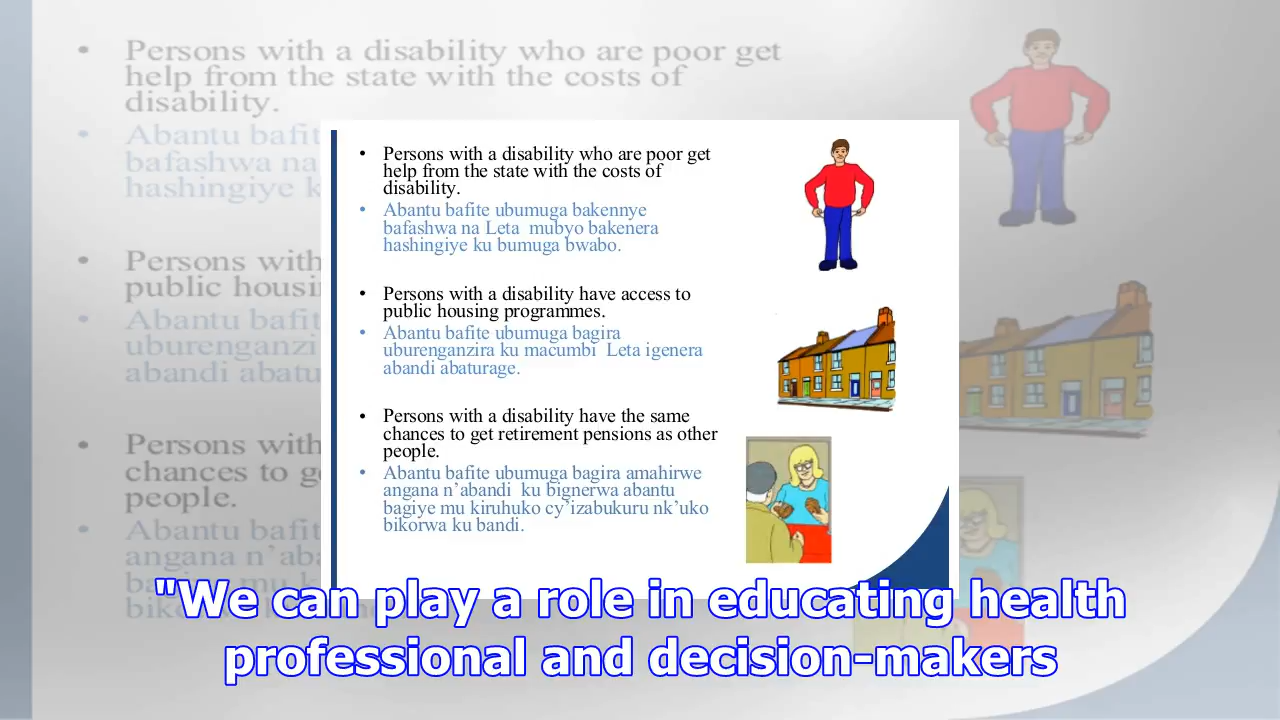 • Persons with a disability who are poor get
help from the state with the costs of
disability.
• Abantu bafite ubumuga bakennye
bafashwa na Leta mubyo bakenera
hashingiye ku bumuga bwabo.
• Persons with a disability have access to
public housing programmes.
• Abantu bafite ubumuga bagira
uburenganzira ku macumbi Leta igenera
abandi abaturage.
• Persons with a disability have the same
chances to get retirement pensions as other
people.
• Abantu bafite ubumuga bagira amahirwe
angana n’abandi ku bignerwa abantu
bagiye mu kiruhuko cy’izabukuru nk’uko
bikorwa ku bandi.
"We can play a role in educating health
professional and decision-makers